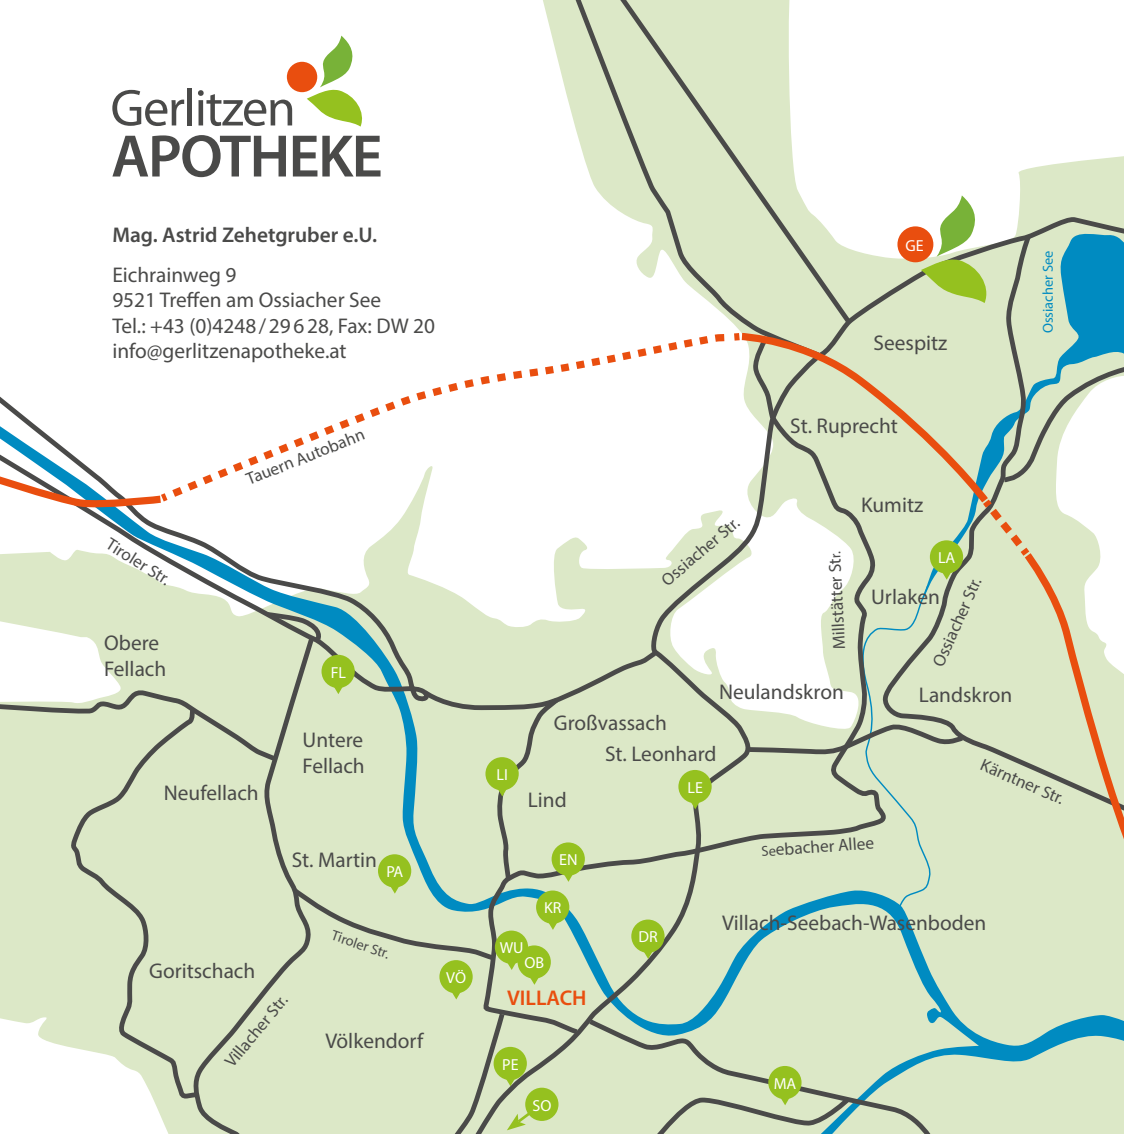 Gerlitzen
APOTHEKE
Mag. Astrid Zehetgruber e.U.
Eichrainweg 9
9521 Treffen am Ossiacher See
Tel.: +43 (0)4248/29628, Fax: DW 20
info@gerlitzenapotheke.at
GE
Ossiacher See
Seespitz
St. Ruprecht
Tauern Autobahn
Kumitz
Ossiacher Str.
Tiroler Str.
LA
Millstätter Str.
Urlaken
Ossiacher Str.
Obere
Fellach
FL
Neulandskron
Landskron
Großvassach
Untere
Fellach
St. Leonhard
LI
LE
Kärntner Str.
Neufellach
Lind
Seebacher Allee
St. Martin
PA
EN
KR
Villach-Seebach-Wasenboden
Tiroler Str.
WU
OB
DR
Goritschach
VÖ
VILLACH
Villacher Str.
Völkendorf
PE
MA
SO